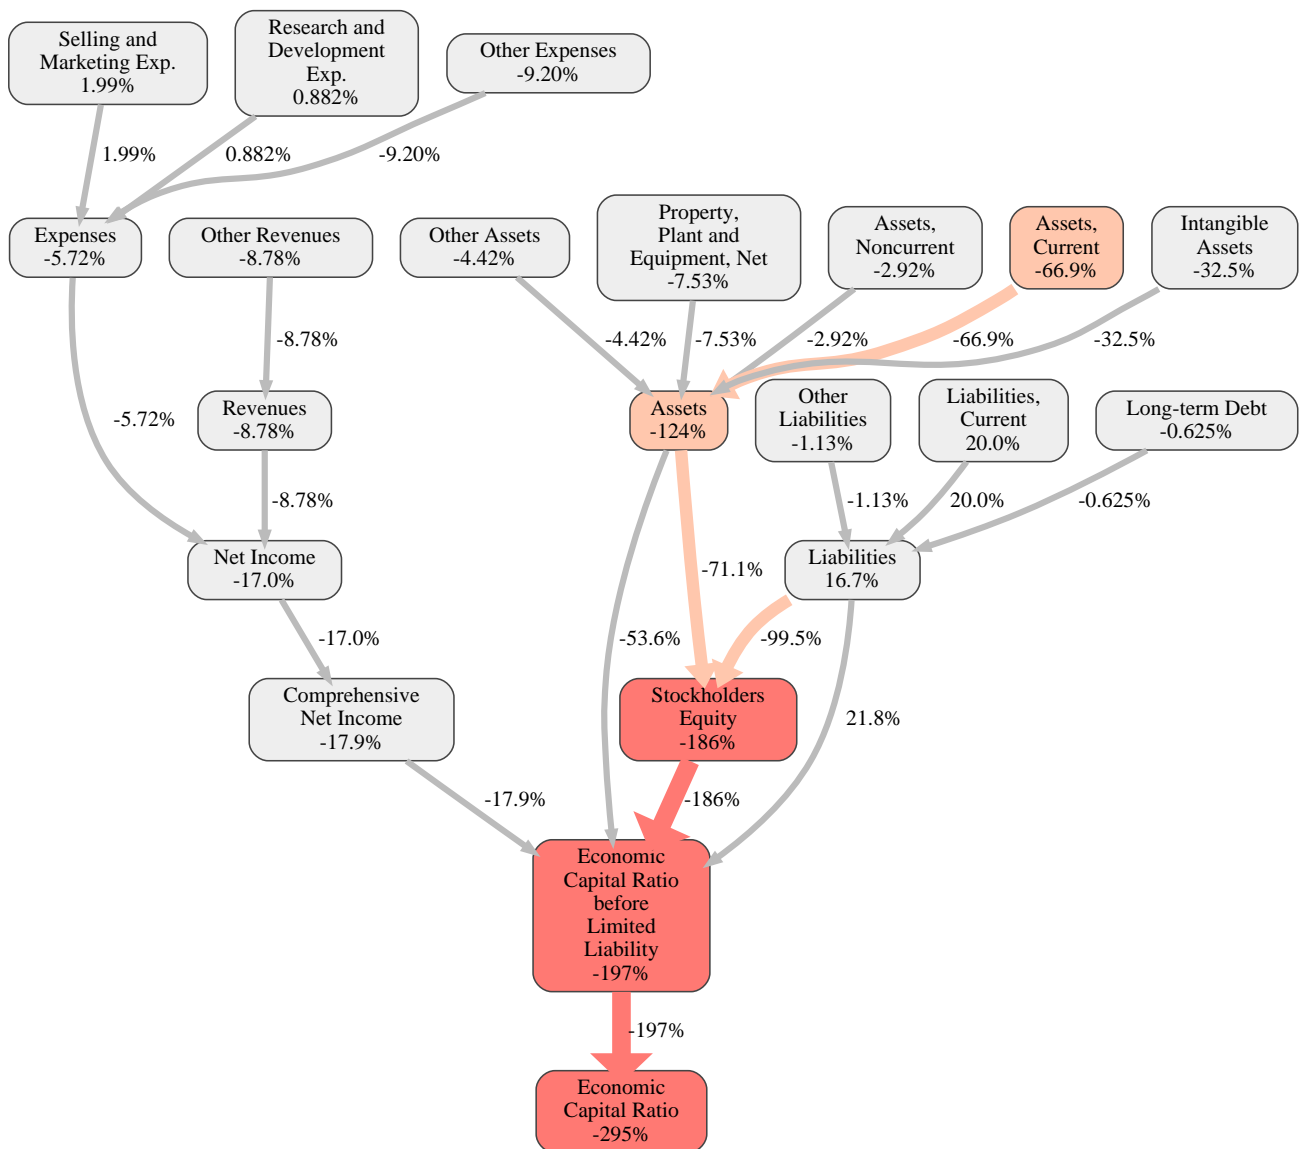 Selling and
Marketing Exp.
1.99%
Research and
Development
Exp.
0.882%
Other Expenses
-9.20%
1.99%
0.882%
-9.20%
Expenses
-5.72%
Other Revenues
-8.78%
Other Assets
-4.42%
Property,
Plant and
Equipment, Net
-7.53%
Assets,
Noncurrent
-2.92%
Assets,
Current
-66.9%
Intangible
Assets
-32.5%
-8.78%
-4.42%
-7.53%
-2.92%
-66.9%
-32.5%
-5.72%
Revenues
-8.78%
Assets
-124%
Other
Liabilities
-1.13%
Liabilities,
Current
20.0%
Long-term Debt
-0.625%
-8.78%
-1.13%
20.0%
-0.625%
Net Income
-17.0%
-71.1%
Liabilities
16.7%
-17.0%
-53.6%
-99.5%
Comprehensive
Net Income
-17.9%
Stockholders
Equity
-186%
21.8%
-17.9%
-186%
Economic
Capital Ratio
before
Limited
Liability
-197%
-197%
Economic
Capital Ratio
-295%